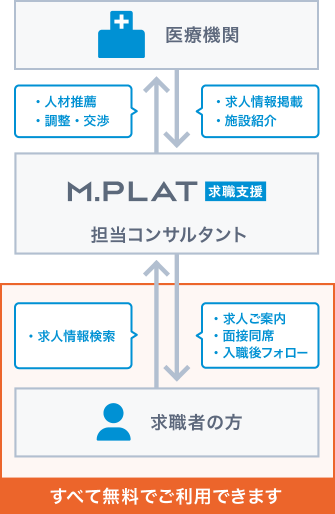 医療機関
・人材推薦
・調整・交渉
・求人情報掲載
・施設紹介
M.PLAT 求職支援
担当コンサルタント
・求人情報検索
・求人ご案内
・面接同席
・入職後フォロー
求職者の方
すべて無料でご利用できます